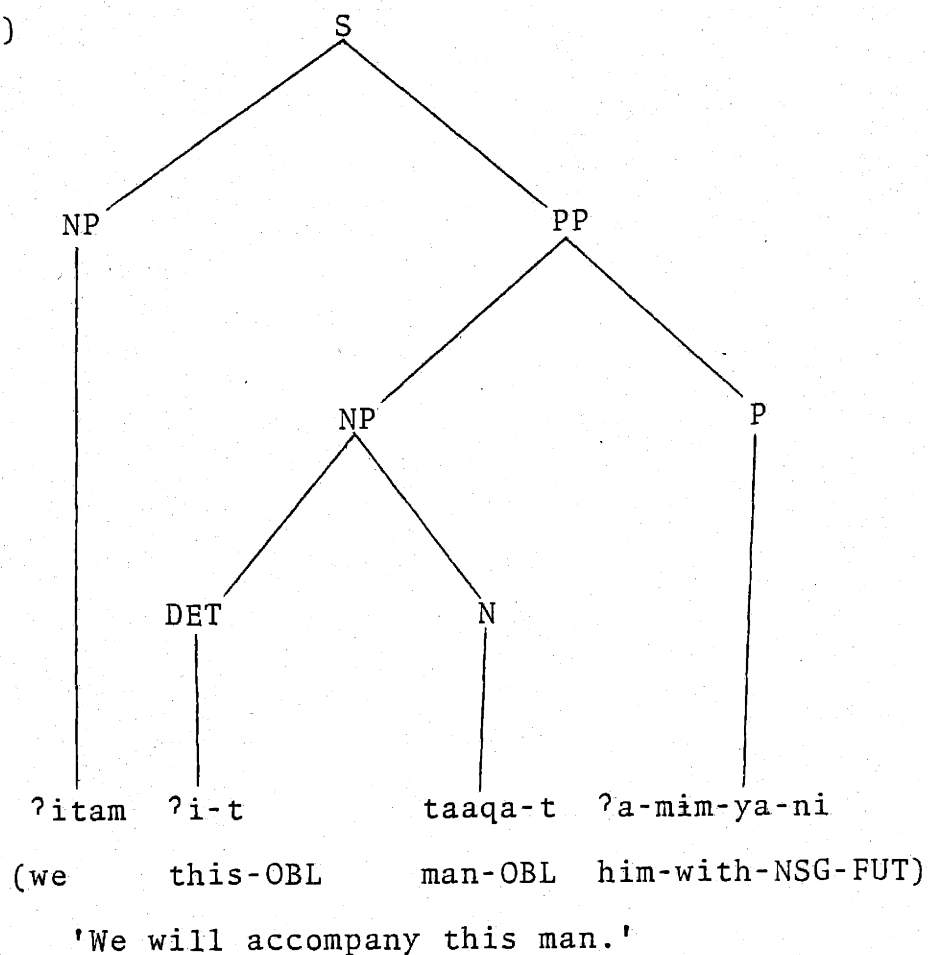 )
S
NP PP
NP P
DET N
ʔitam ʔi-t taaqa-t ʔa-mɨm-ya-ni
(we this-OBL man-OBL him-with-NSG-FUT)
'We will accompany this man.'